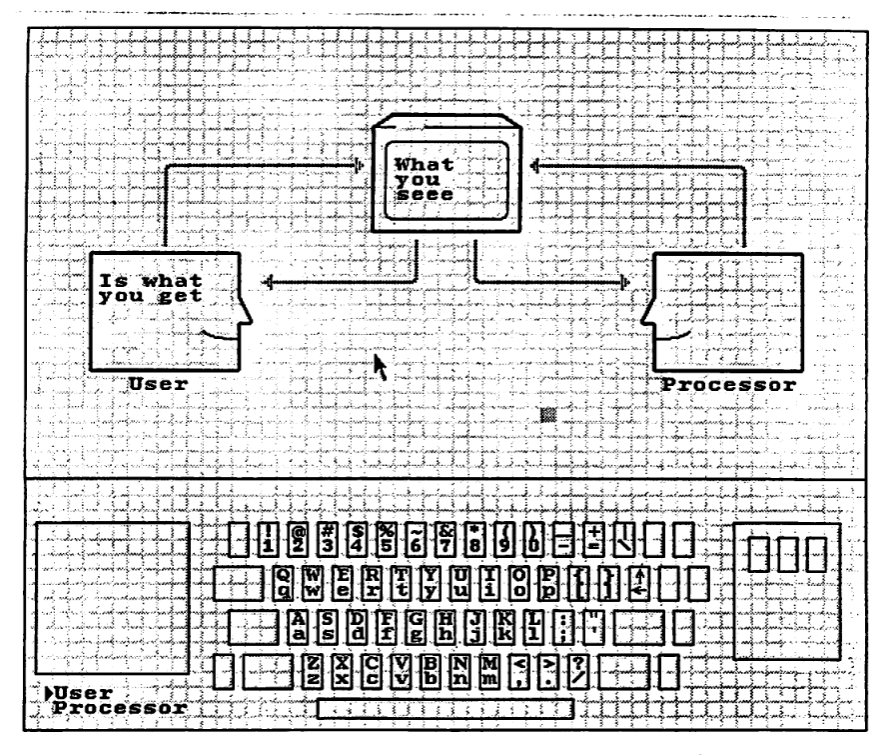 What
you
seee
Is what
you get
User
Processor
! @ # $ % ~ & * ( ) — + |
1 2 3 4 5 6 7 8 9 0 - = \
Q W E R T Y U I O P { } ↑
q w e r t y u i o p [ ] ←
A S D F G H J K L : "
a s d f g h j k l ; '
Z X C V B N M < > ?
z x c v b n m , . /
▶User
Processor